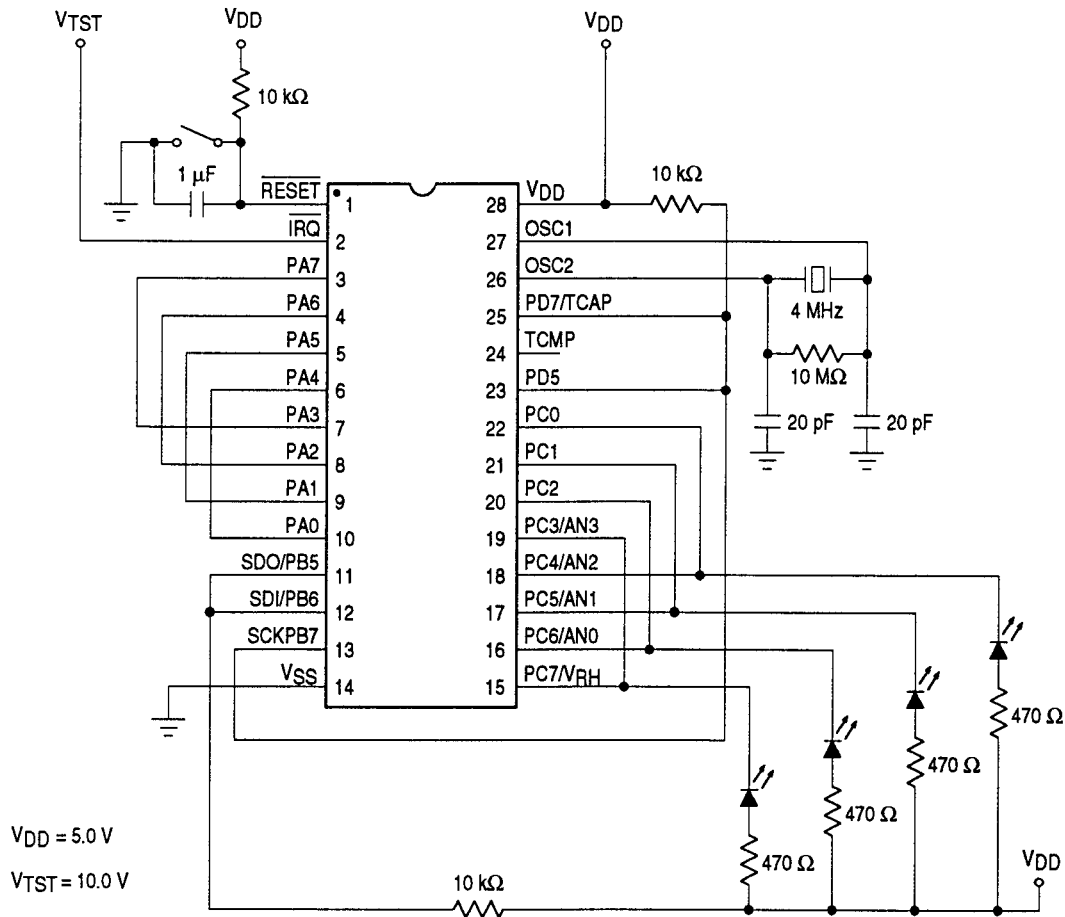 VTST
VDD
VDD
10 kΩ
1 µF
10 kΩ
RESET
1
IRQ
2
PA7
3
PA6
4
PA5
5
PA4
6
PA3
7
PA2
8
PA1
9
PA0
10
SDO/PB5
11
SDI/PB6
12
SCKPB7
13
VSS
14
VDD
28
OSC1
27
OSC2
26
PD7/TCAP
25
TCMP
24
PD5
23
PC0
22
PC1
21
PC2
20
PC3/AN3
19
PC4/AN2
18
PC5/AN1
17
PC6/AN0
16
PC7/VRH
15
4 MHz
10 MΩ
20 pF
20 pF
470 Ω
470 Ω
470 Ω
470 Ω
VDD = 5.0 V
VTST = 10.0 V
10 kΩ
VDD